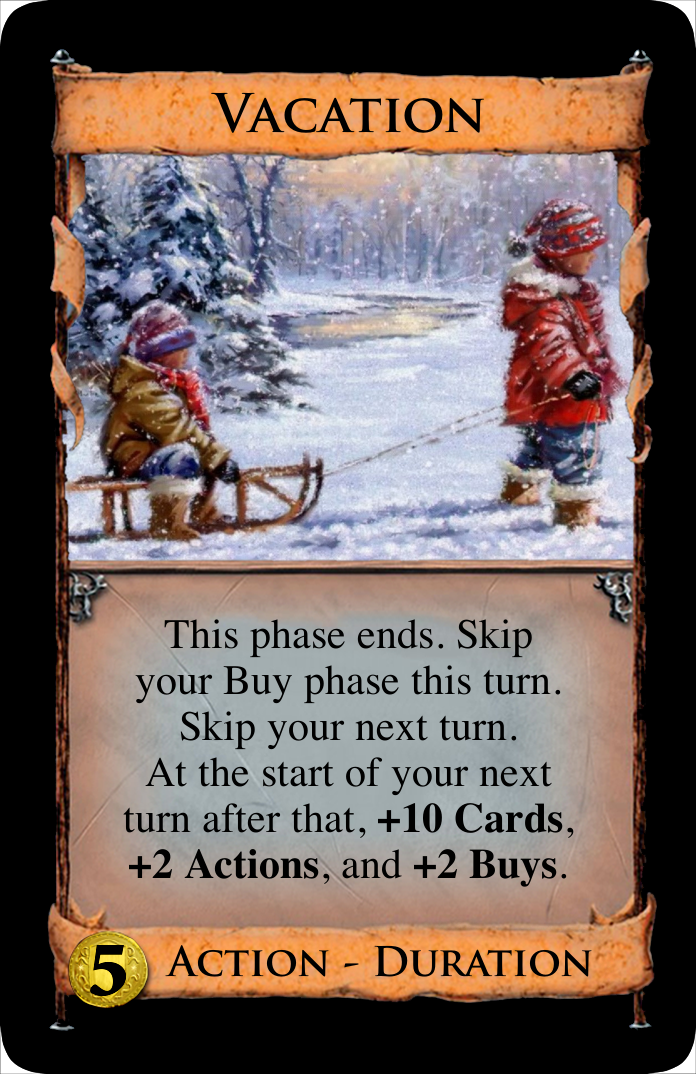 VACATION
This phase ends. Skip
your Buy phase this turn.
Skip your next turn.
At the start of your next
turn after that, +10 Cards,
+2 Actions, and +2 Buys.
5 ACTION - DURATION